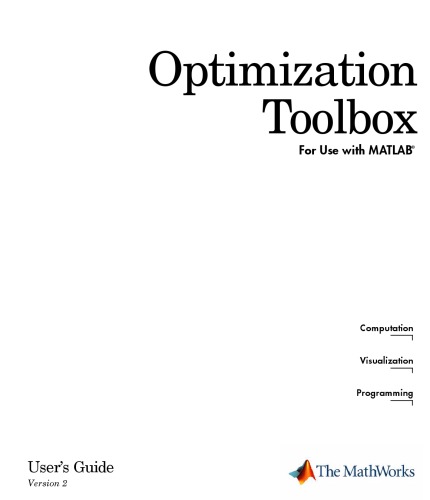 Optimization
Toolbox
For Use with MATLAB®
Computation
Visualization
Programming
User's Guide
Version 2
The MathWorks